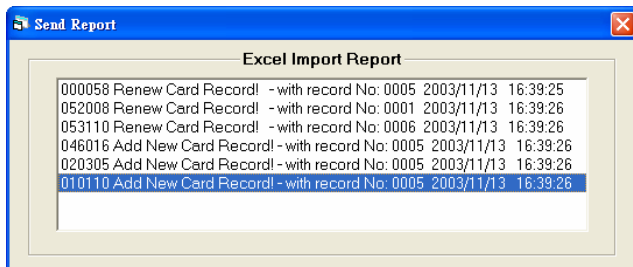 Send Report
Excel Import Report
000058 Renew Card Record! - with record No: 0005 2003/11/13 16:39:25
052008 Renew Card Record! - with record No: 0001 2003/11/13 16:39:26
053110 Renew Card Record! - with record No: 0006 2003/11/13 16:39:26
046016 Add New Card Record! - with record No: 0005 2003/11/13 16:39:26
020305 Add New Card Record! - with record No: 0005 2003/11/13 16:39:26
010110 Add New Card Record! - with record No: 0005 2003/11/13 16:39:26